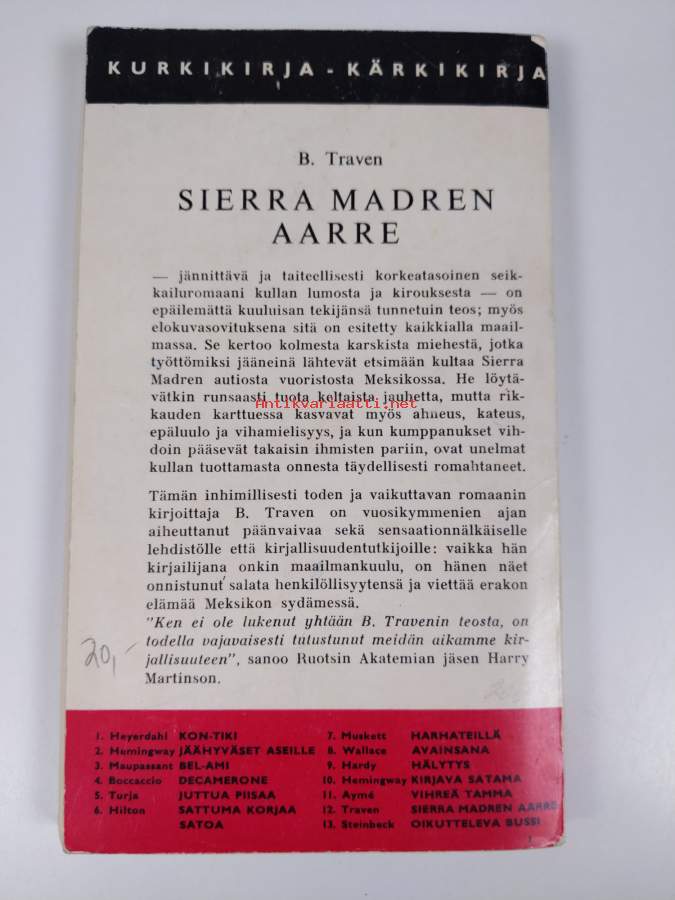 KURKIKIRJA - KÄRKIKIRJA
B. Traven
SIERRA MADREN
AARRE
— jännittävä ja taiteellisesti korkeatasoinen seik-
kailuromaani kullan lumosta ja kirouksesta — on
epäilemättä kuuluisan tekijänsä tunnetuin teos; myös
elokuvasovituksena sitä on esitetty kaikkialla maail-
massa. Se kertoo kolmesta karskista miehestä, jotka
työttömiksi jääneinä lähtevät etsimään kultaa Sierra
Madren autiosta vuoristosta Meksikossa. He löytä-
vätkin runsaasti tuota keltaista jauhetta, mutta rik-
Antikvariaatti.net
kauden karttuessa kasvavat myös ahneus, kateus,
epäluulo ja vihamielisyys, ja kun kumppanukset vih-
doin pääsevät takaisin ihmisten pariin, ovat unelmat
kullan tuottamasta onnesta täydellisesti romahtaneet.
Tämän inhimillisesti toden ja vaikuttavan romaanin
kirjoittaja B. Traven on vuosikymmenien ajan
aiheuttanut päänvaivaa sekä sensaationnälkäiselle
lehdistölle että kirjallisuudentutkijoille: vaikka hän
kirjailijana onkin maailmankuulu, on hänen näet
onnistunut salata henkilöllisyytensä ja viettää erakon
elämää Meksikon sydämessä.
"Ken ei ole lukenut yhtään B. Travenin teosta, on
todella vajavaisesti tutustunut meidän aikamme kir-
jallisuuteen", sanoo Ruotsin Akatemian jäsen Harry
Martinson.
20,-
1. Heyerdahl KON-TIKI
2. Hemingway JÄÄHYVÄSET ASEILLE
3. Maupassant BEL-AMI
4. Boccaccio DECAMERONE
5. Turja JUTTUA PIISAA
6. Hilton SATTUMA KORJAA
SATOA
7. Muskett HARHATEILLÄ
8. Wallace AVAINSANA
9. Hardy HÄLYTYS
10. Hemingway KIRJAVA SATAMA
11. Aymé VIHREÄ TAMMA
12. Traven SIERRA MADREN AARRE
13. Steinbeck OIKUTTELEVA BUSSI